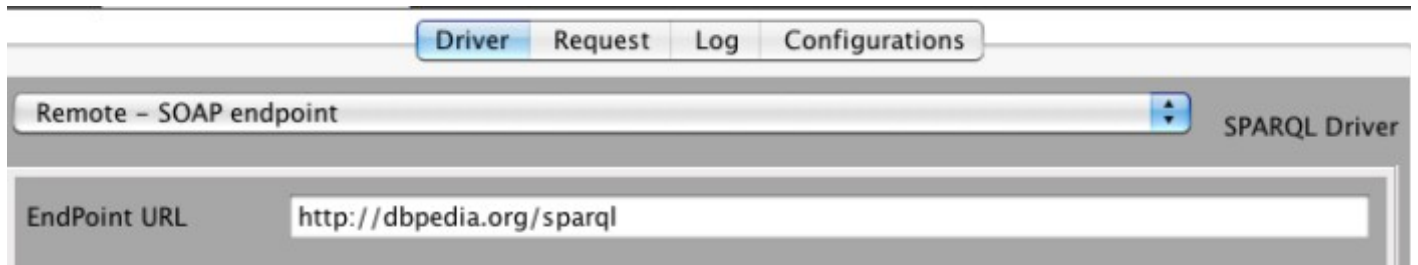 Driver Request Log Configurations
Remote – SOAP endpoint
SPARQL Driver
EndPoint URL http://dbpedia.org/sparql